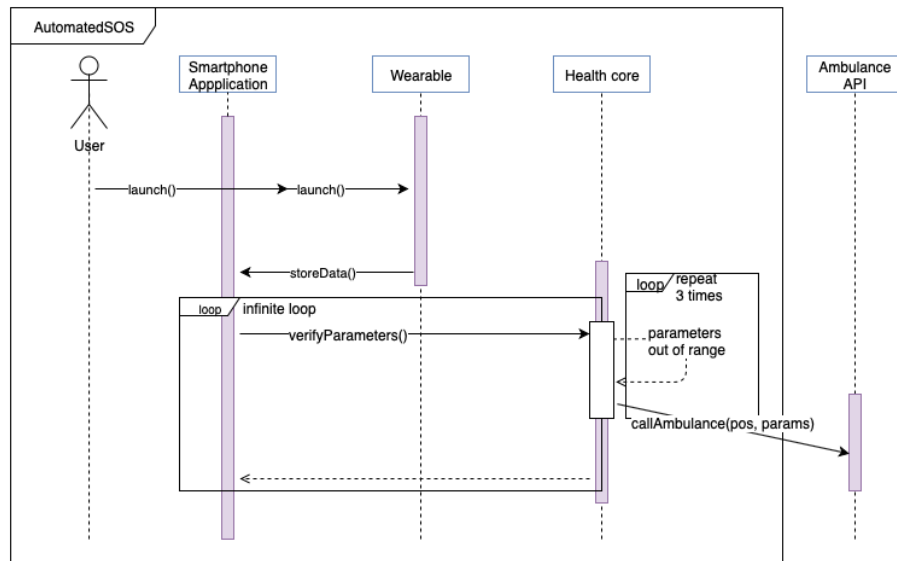 AutomatedSOS
User
Smartphone
Appplication
Wearable
Health core
Ambulance
API
launch()
launch()
storeData()
loop
repeat
3 times
loop
infinite loop
verifyParameters()
parameters
out of range
callAmbulance(pos, params)